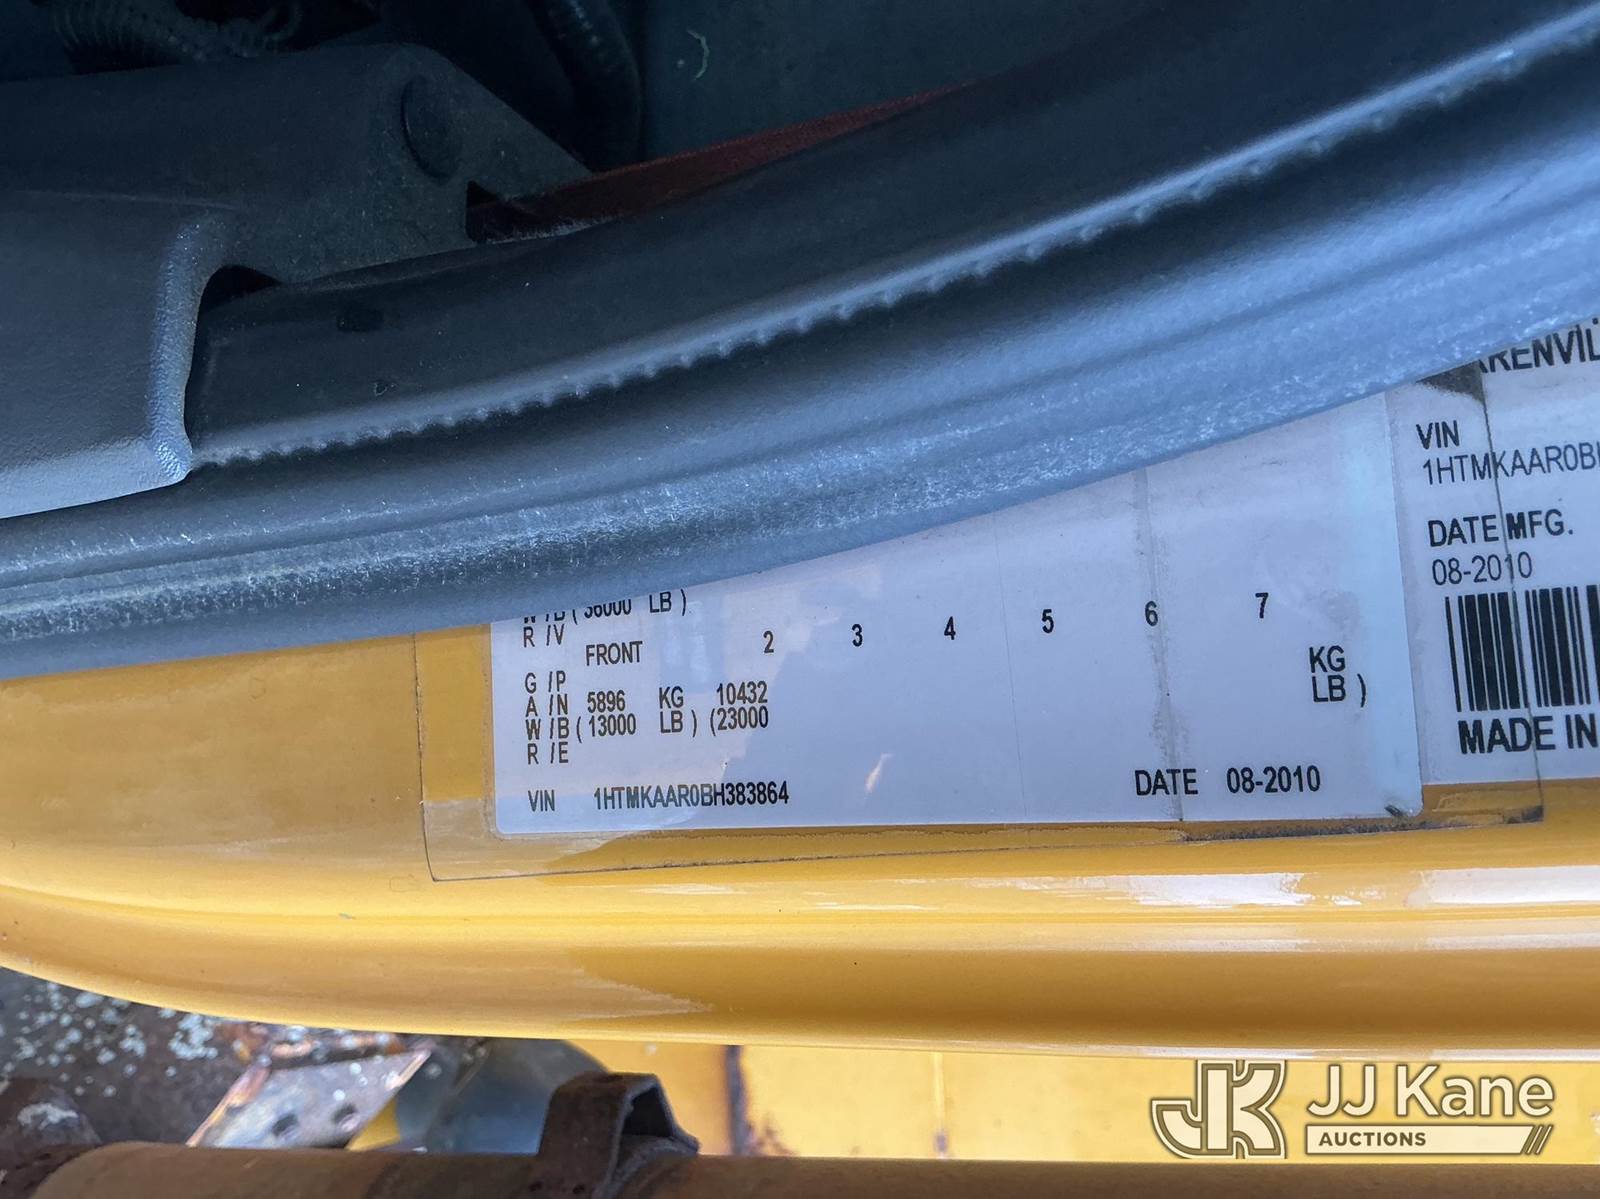 W /B ( 36000 LB )
R /V
FRONT 2 3 4 5 6 7
G /P
A /N 5896 KG 10432 KG
W /B ( 13000 LB ) (23000 LB )
R /E
VIN 1HTMKAAR0BH383864 DATE 08-2010
VIN
1HTMKAAR0B
DATE MFG.
08-2010
MADE IN
JJ Kane
AUCTIONS